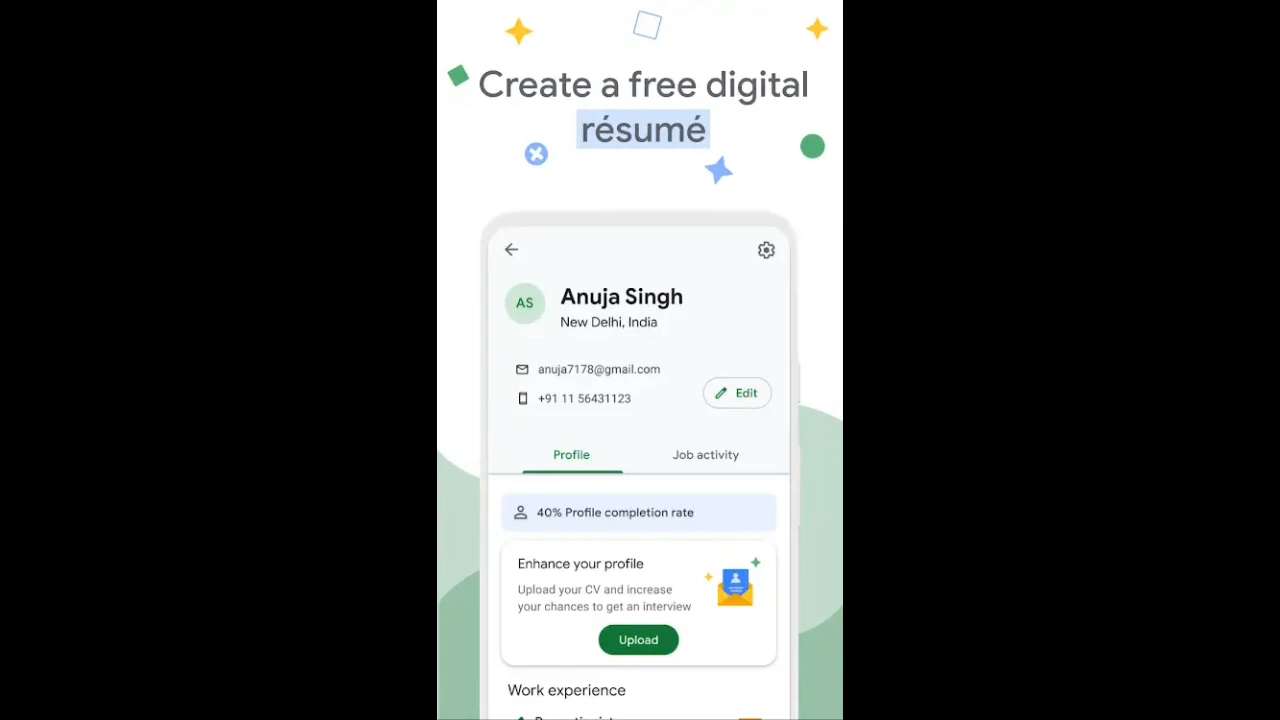 Create a free digital
résumé
AS
Anuja Singh
New Delhi, India
anuja7178@gmail.com
+91 11 56431123
Edit
Profile
Job activity
40% Profile completion rate
Enhance your profile
Upload your CV and increase
your chances to get an interview
Upload
Work experience